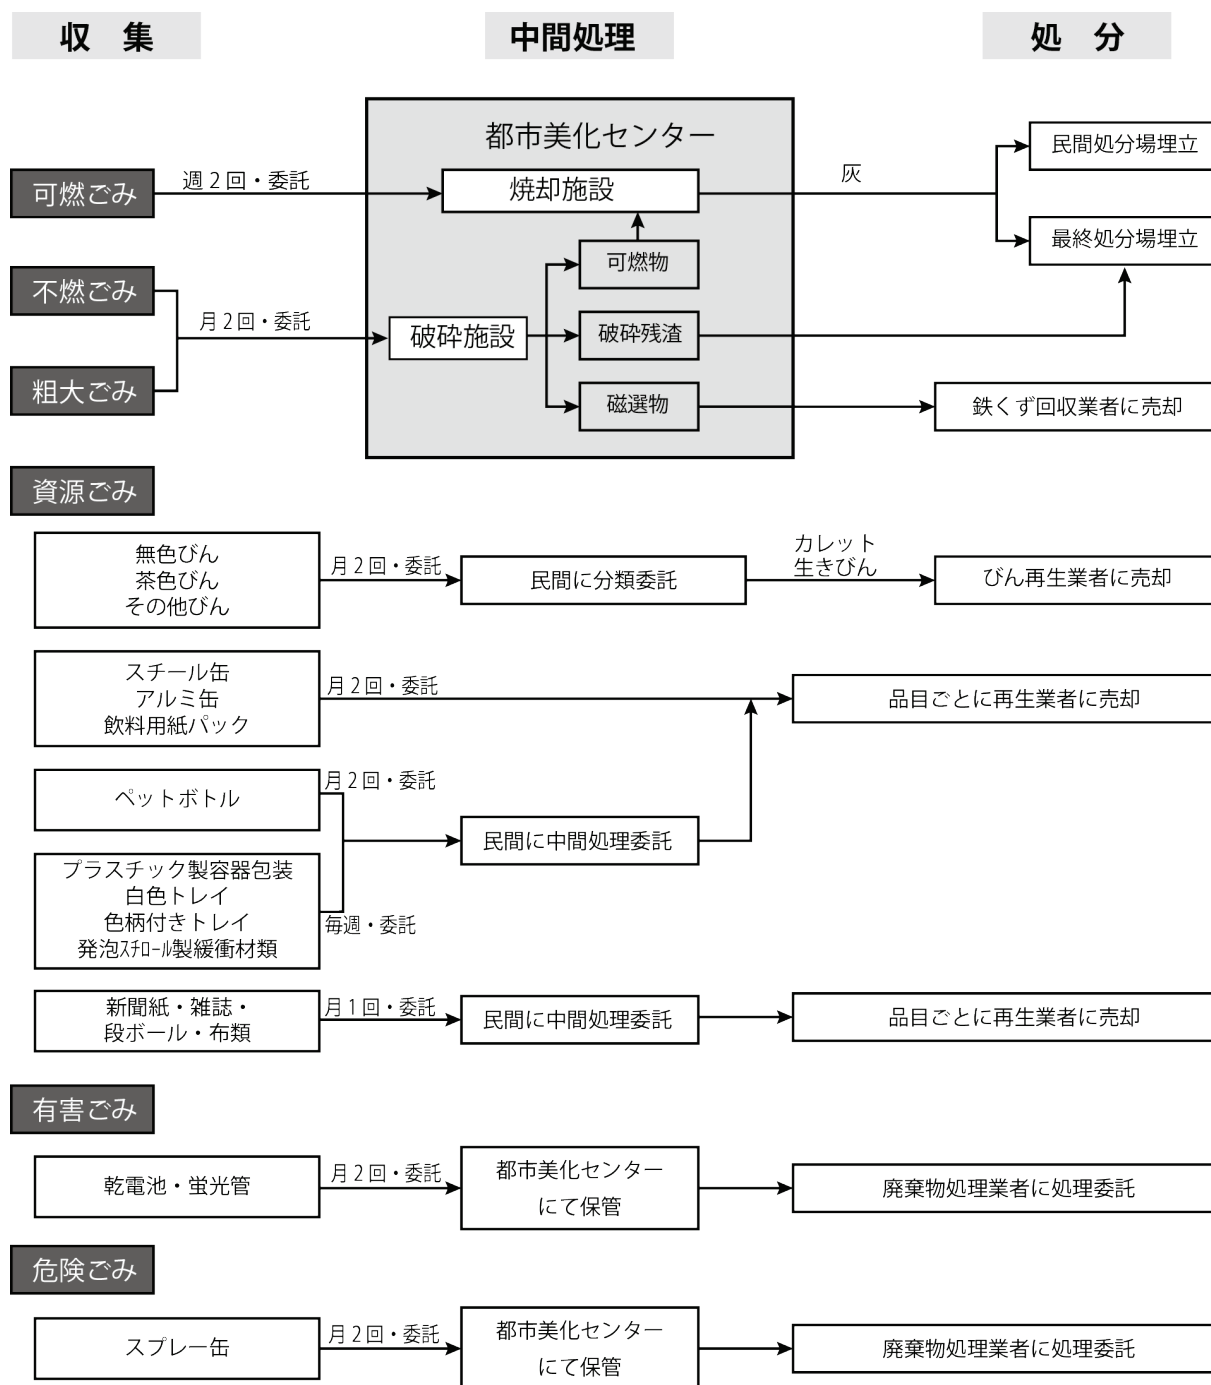 収　集
中間処理
処　分
都市美化センター
可燃ごみ
週２回・委託
焼却施設
灰
民間処分場埋立
最終処分場埋立
不燃ごみ
粗大ごみ
月２回・委託
破砕施設
可燃物
破砕残渣
磁選物
鉄くず回収業者に売却
資源ごみ
無色びん
茶色びん
その他びん
月２回・委託
民間に分類委託
カレット
生きびん
びん再生業者に売却
スチール缶
アルミ缶
飲料用紙パック
月２回・委託
品目ごとに再生業者に売却
ペットボトル
月２回・委託
民間に中間処理委託
プラスチック製容器包装
白色トレイ
色柄付きトレイ
発泡ｽﾁﾛｰﾙ製緩衝材類
毎週・委託
新聞紙・雑誌・
段ボール・布類
月１回・委託
民間に中間処理委託
品目ごとに再生業者に売却
有害ごみ
乾電池・蛍光管
月２回・委託
都市美化センター
にて保管
廃棄物処理業者に処理委託
危険ごみ
スプレー缶
月２回・委託
都市美化センター
にて保管
廃棄物処理業者に処理委託